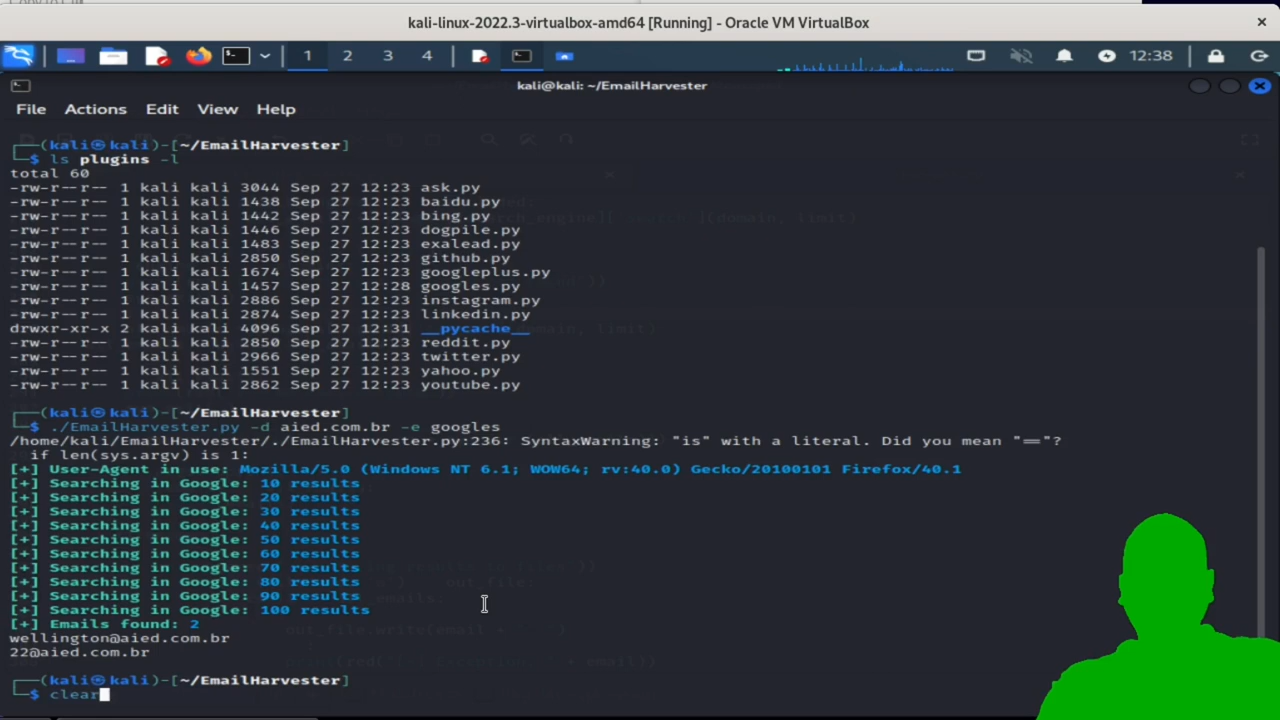 kali-linux-2022.3-virtualbox-amd64 [Running] - Oracle VM VirtualBox
1 2 3 4 12:38
kali@kali: ~/EmailHarvester
File Actions Edit View Help
┌──(kali㉿kali)-[~/EmailHarvester]
└─$ ls plugins -l
total 60
-rw-r--r-- 1 kali kali 3044 Sep 27 12:23 ask.py
-rw-r--r-- 1 kali kali 1438 Sep 27 12:23 baidu.py
-rw-r--r-- 1 kali kali 1442 Sep 27 12:23 bing.py
-rw-r--r-- 1 kali kali 1446 Sep 27 12:23 dogpile.py
-rw-r--r-- 1 kali kali 1483 Sep 27 12:23 exalead.py
-rw-r--r-- 1 kali kali 2850 Sep 27 12:23 github.py
-rw-r--r-- 1 kali kali 1674 Sep 27 12:23 googleplus.py
-rw-r--r-- 1 kali kali 1457 Sep 27 12:28 googles.py
-rw-r--r-- 1 kali kali 2886 Sep 27 12:23 instagram.py
-rw-r--r-- 1 kali kali 2874 Sep 27 12:23 linkedin.py
drwxr-xr-x 2 kali kali 4096 Sep 27 12:31 __pycache__
-rw-r--r-- 1 kali kali 2850 Sep 27 12:23 reddit.py
-rw-r--r-- 1 kali kali 2966 Sep 27 12:23 twitter.py
-rw-r--r-- 1 kali kali 1551 Sep 27 12:23 yahoo.py
-rw-r--r-- 1 kali kali 2862 Sep 27 12:23 youtube.py
┌──(kali㉿kali)-[~/EmailHarvester]
└─$ ./EmailHarvester.py -d aied.com.br -e googles
/home/kali/EmailHarvester/./EmailHarvester.py:236: SyntaxWarning: "is" with a literal. Did you mean "=="?
if len(sys.argv) is 1:
[+] User-Agent in use: Mozilla/5.0 (Windows NT 6.1; WOW64; rv:40.0) Gecko/20100101 Firefox/40.1
[+] Searching in Google: 10 results
[+] Searching in Google: 20 results
[+] Searching in Google: 30 results
[+] Searching in Google: 40 results
[+] Searching in Google: 50 results
[+] Searching in Google: 60 results
[+] Searching in Google: 70 results
[+] Searching in Google: 80 results
[+] Searching in Google: 90 results
[+] Searching in Google: 100 results
[+] Emails found: 2
wellington@aied.com.br
22@aied.com.br
┌──(kali㉿kali)-[~/EmailHarvester]
└─$ clear